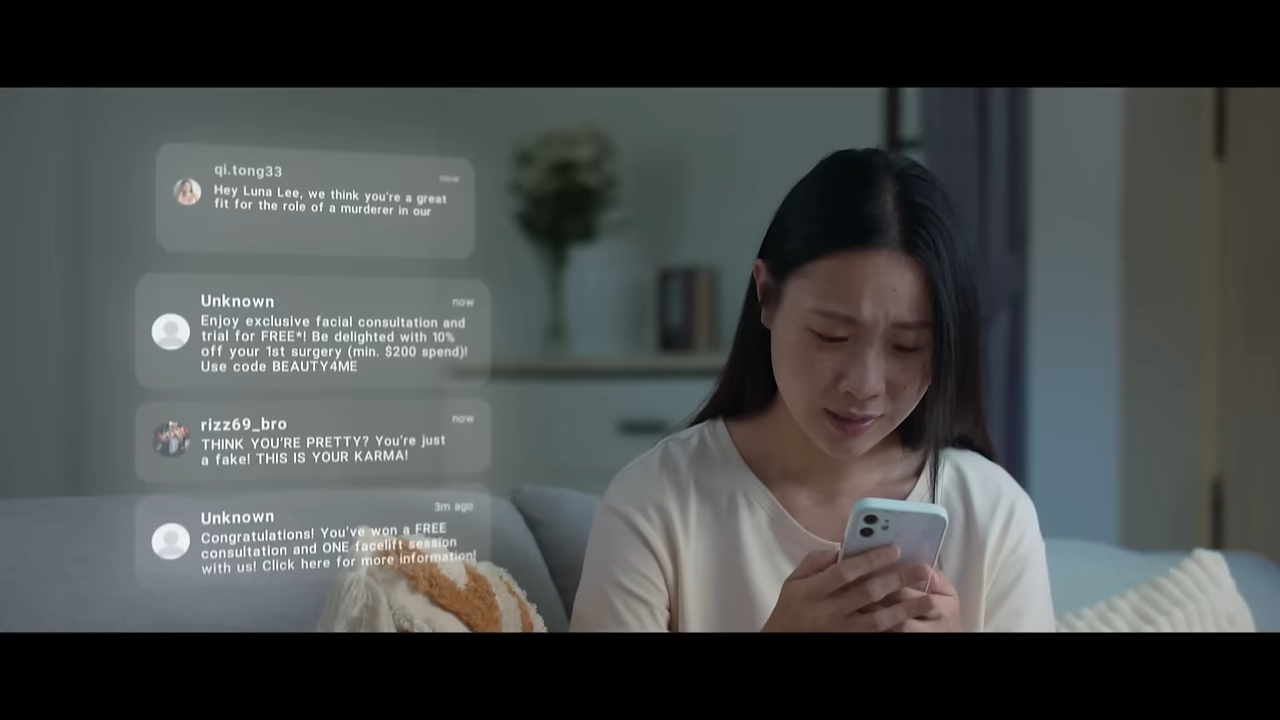 qi.tong33
now
Hey Luna Lee, we think you're a great
fit for the role of a murderer in our
Unknown
now
Enjoy exclusive facial consultation and
trial for FREE*! Be delighted with 10%
off your 1st surgery (min. $200 spend)!
Use code BEAUTY4ME
rizz69_bro
now
THINK YOU'RE PRETTY? You're just
a fake! THIS IS YOUR KARMA!
Unknown
3m ago
Congratulations! You've won a FREE
consultation and ONE facelift session
with us! Click here for more information!